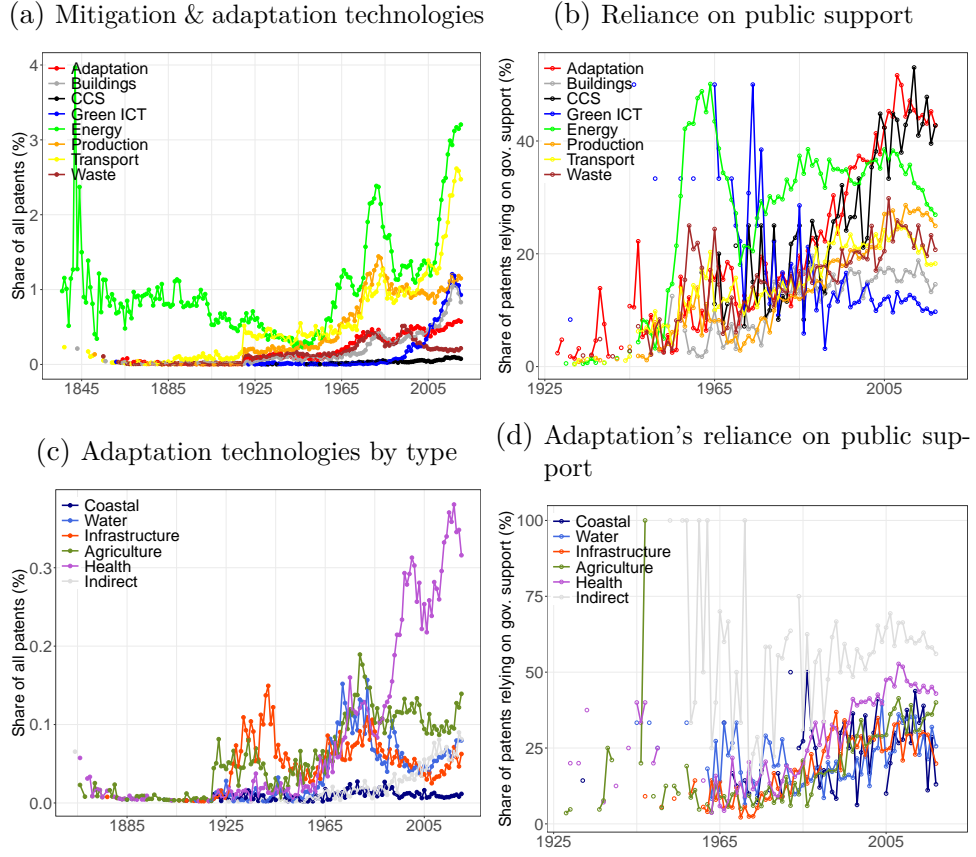 (a) Mitigation & adaptation technologies
Share of all patents (%)
4
3
2
1
0
Adaptation
Buildings
CCS
Green ICT
Energy
Production
Transport
Waste
1845
1885
1925
1965
2005
(b) Reliance on public support
Share of patents relying on gov. support (%)
40
20
0
Adaptation
Buildings
CCS
Green ICT
Energy
Production
Transport
Waste
1925
1965
2005
(c) Adaptation technologies by type
Share of all patents (%)
0.3
0.2
0.1
0.0
Coastal
Water
Infrastructure
Agriculture
Health
Indirect
1885
1925
1965
2005
(d) Adaptation's reliance on public sup-
port
Share of patents relying on gov. support (%)
100
75
50
25
0
Coastal
Water
Infrastructure
Agriculture
Health
Indirect
1925
1965
2005